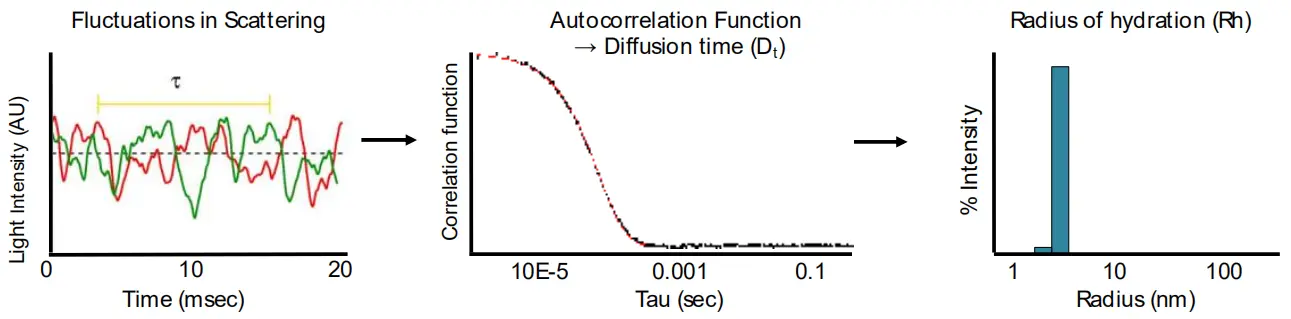 Fluctuations in Scattering
Light Intensity (AU)
τ
0 10 20
Time (msec)
Autocorrelation Function
→ Diffusion time (Dt)
Correlation function
10E-5 0.001 0.1
Tau (sec)
Radius of hydration (Rh)
% Intensity
1 10 100
Radius (nm)